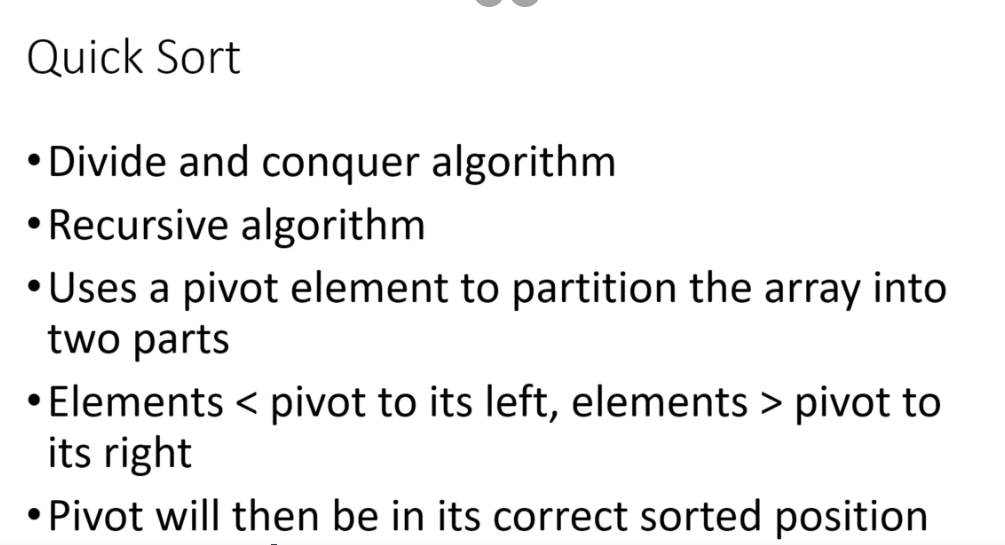 Quick Sort
•Divide and conquer algorithm
•Recursive algorithm
•Uses a pivot element to partition the array into
two parts
•Elements < pivot to its left, elements > pivot to
its right
•Pivot will then be in its correct sorted position